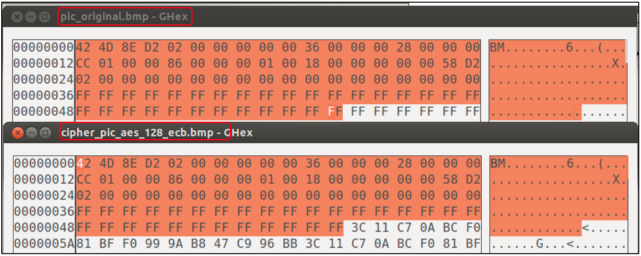 pic_original.bmp - GHex
00000000 42 4D 8E D2 02 00 00 00 00 00 36 00 00 00 28 00 00 00 BM........6...(...
00000012 CC 01 00 00 86 00 00 00 01 00 18 00 00 00 00 00 58 D2 ................X.
00000024 02 00 00 00 00 00 00 00 00 00 00 00 00 00 00 00 00 00 ..................
00000036 FF FF FF FF FF FF FF FF FF FF FF FF FF FF FF FF FF FF ..................
00000048 FF FF FF FF FF FF FF FF FF FF FF FF FF FF FF FF FF FF ..................
cipher_pic_aes_128_ecb.bmp - GHex
00000000 42 4D 8E D2 02 00 00 00 00 00 36 00 00 00 28 00 00 00 BM........6...(...
00000012 CC 01 00 00 86 00 00 00 01 00 18 00 00 00 00 00 58 D2 ................X.
00000024 02 00 00 00 00 00 00 00 00 00 00 00 00 00 00 00 00 00 ..................
00000036 FF FF FF FF FF FF FF FF FF FF FF FF FF FF FF FF FF FF ..................
00000048 FF FF FF FF FF FF FF FF FF FF FF FF 3C 11 C7 0A BC F0 ............<.....
0000005A 81 BF F0 99 9A B8 47 C9 96 BB 3C 11 C7 0A BC F0 81 BF ......G...<.......